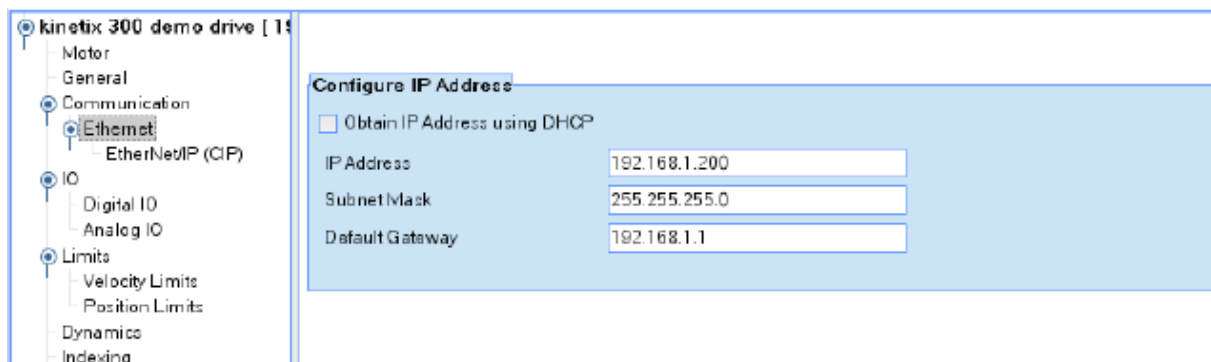 kinetix 300 demo drive [ 19
Motor
General
Communication
Ethernet
EtherNet/IP (CIP)
IO
Digital IO
Analog IO
Limits
Velocity Limits
Position Limits
Dynamics
Indexing
Configure IP Address
Obtain IP Address using DHCP
IP Address 192.168.1.200
Subnet Mask 255.255.255.0
Default Gateway 192.168.1.1